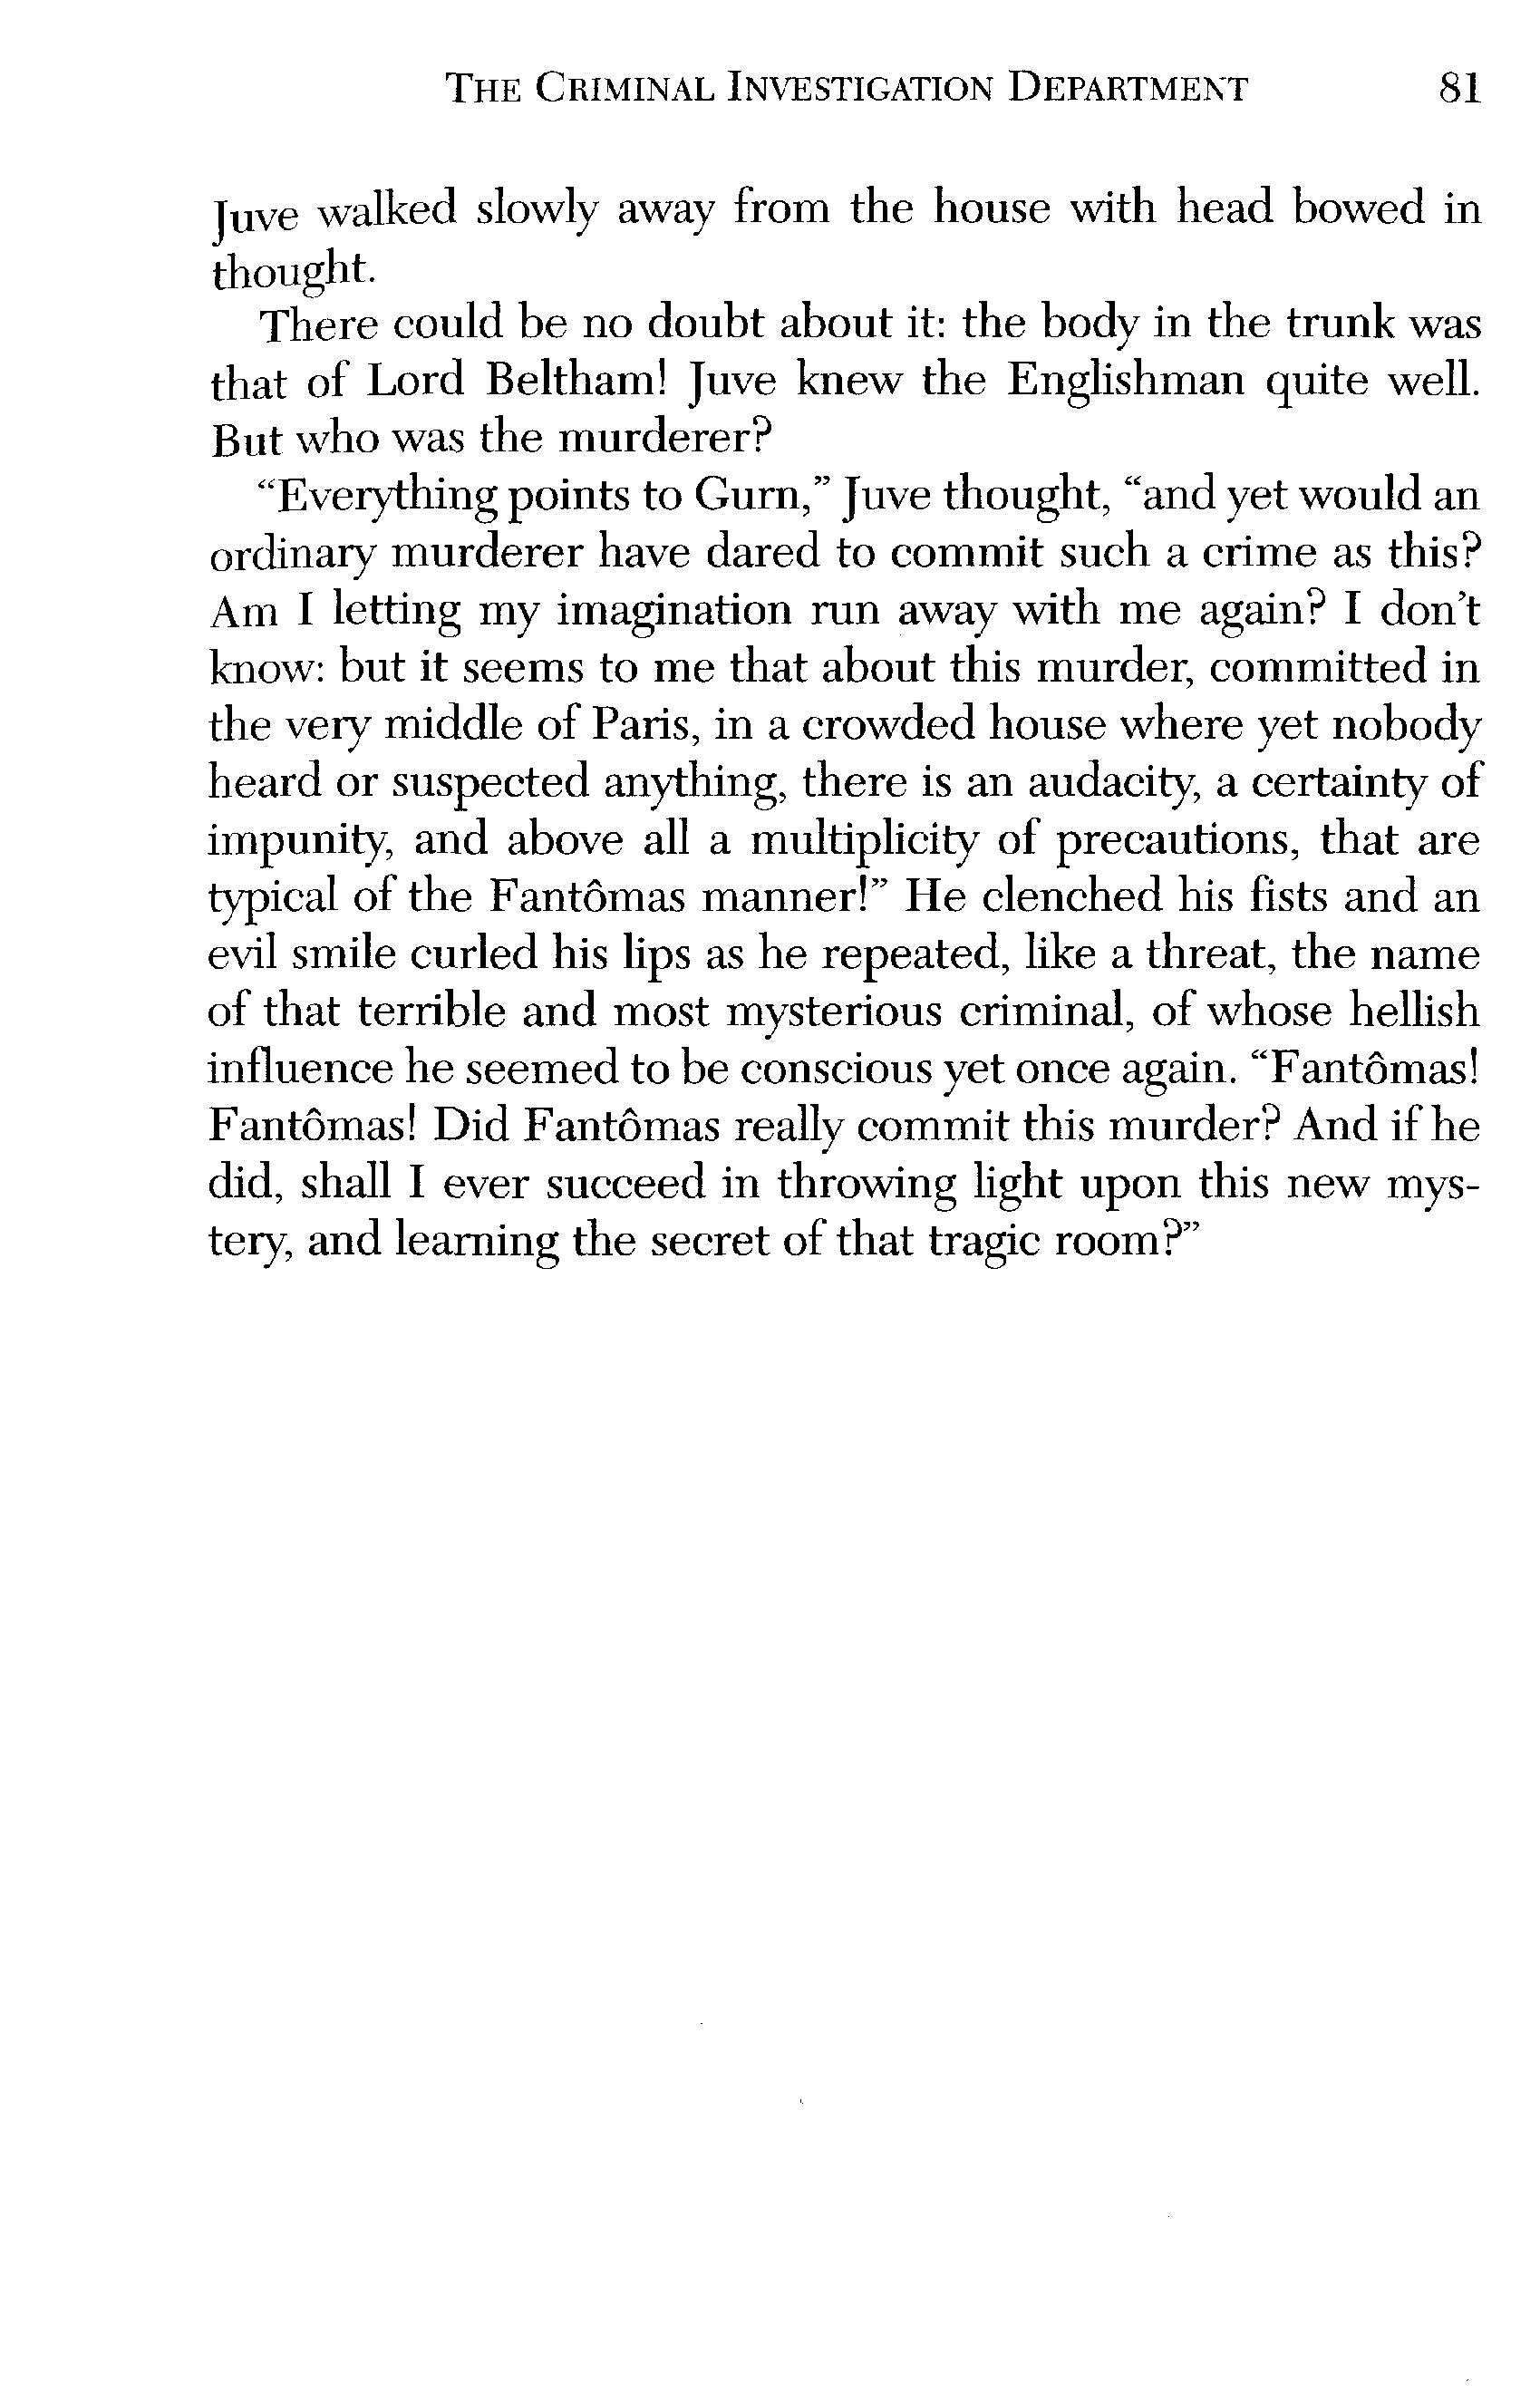 THE CRIMINAL INVESTIGATION DEPARTMENT 81
Juve walked slowly away from the house with head bowed in
thought.
There could be no doubt about it: the body in the trunk was
that of Lord Beltham! Juve knew the Englishman quite well.
But who was the murderer?
“Everything points to Gurn,” Juve thought, “and yet would an
ordinary murderer have dared to commit such a crime as this?
Am I letting my imagination run away with me again? I don’t
know: but it seems to me that about this murder, committed in
the very middle of Paris, in a crowded house where yet nobody
heard or suspected anything, there is an audacity, a certainty of
impunity, and above all a multiplicity of precautions, that are
typical of the Fantômas manner!” He clenched his fists and an
evil smile curled his lips as he repeated, like a threat, the name
of that terrible and most mysterious criminal, of whose hellish
influence he seemed to be conscious yet once again. “Fantômas!
Fantômas! Did Fantômas really commit this murder? And if he
did, shall I ever succeed in throwing light upon this new mys-
tery, and learning the secret of that tragic room?”